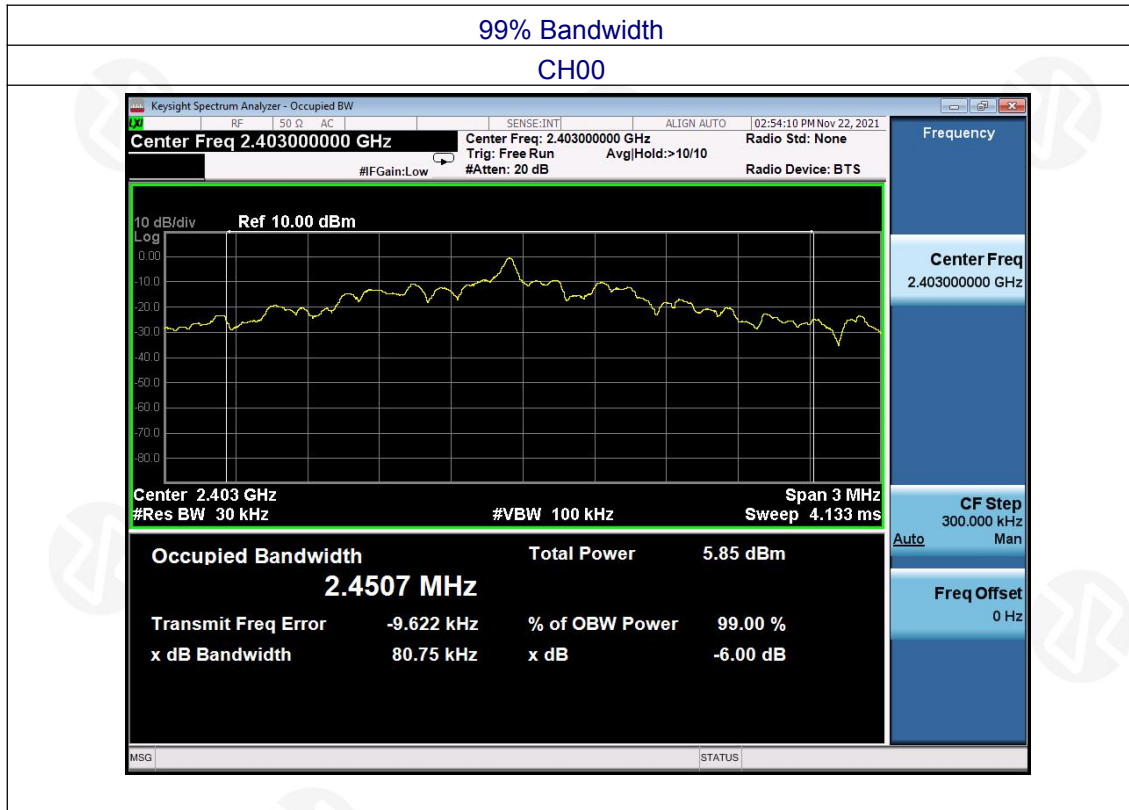 99% Bandwidth
CH00
Keysight Spectrum Analyzer - Occupied BW
LXI RF 50 Ω AC SENSE:INT ALIGN AUTO 02:54:10 PM Nov 22, 2021
Center Freq 2.403000000 GHz
Center Freq: 2.403000000 GHz Radio Std: None
Trig: Free Run Avg|Hold:>10/10
#IFGain:Low #Atten: 20 dB Radio Device: BTS
10 dB/div Ref 10.00 dBm
Log
0.00
-10.0
-20.0
-30.0
-40.0
-50.0
-60.0
-70.0
-80.0
Center 2.403 GHz Span 3 MHz
#Res BW 30 kHz #VBW 100 kHz Sweep 4.133 ms
Occupied Bandwidth Total Power 5.85 dBm
2.4507 MHz
Transmit Freq Error -9.622 kHz % of OBW Power 99.00 %
x dB Bandwidth 80.75 kHz x dB -6.00 dB
MSG STATUS
Frequency
Center Freq
2.403000000 GHz
CF Step
300.000 kHz
Auto Man
Freq Offset
0 Hz